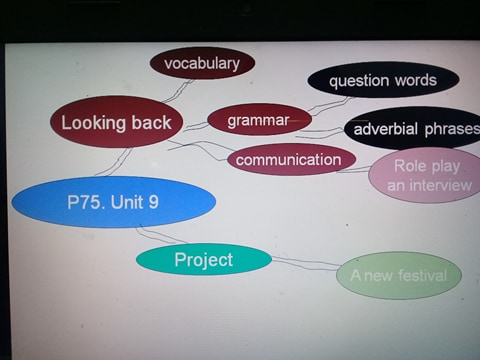 vocabulary
question words
Looking back
grammar
adverbial phrases
communication
Role play
an interview
P75. Unit 9
Project
A new festival